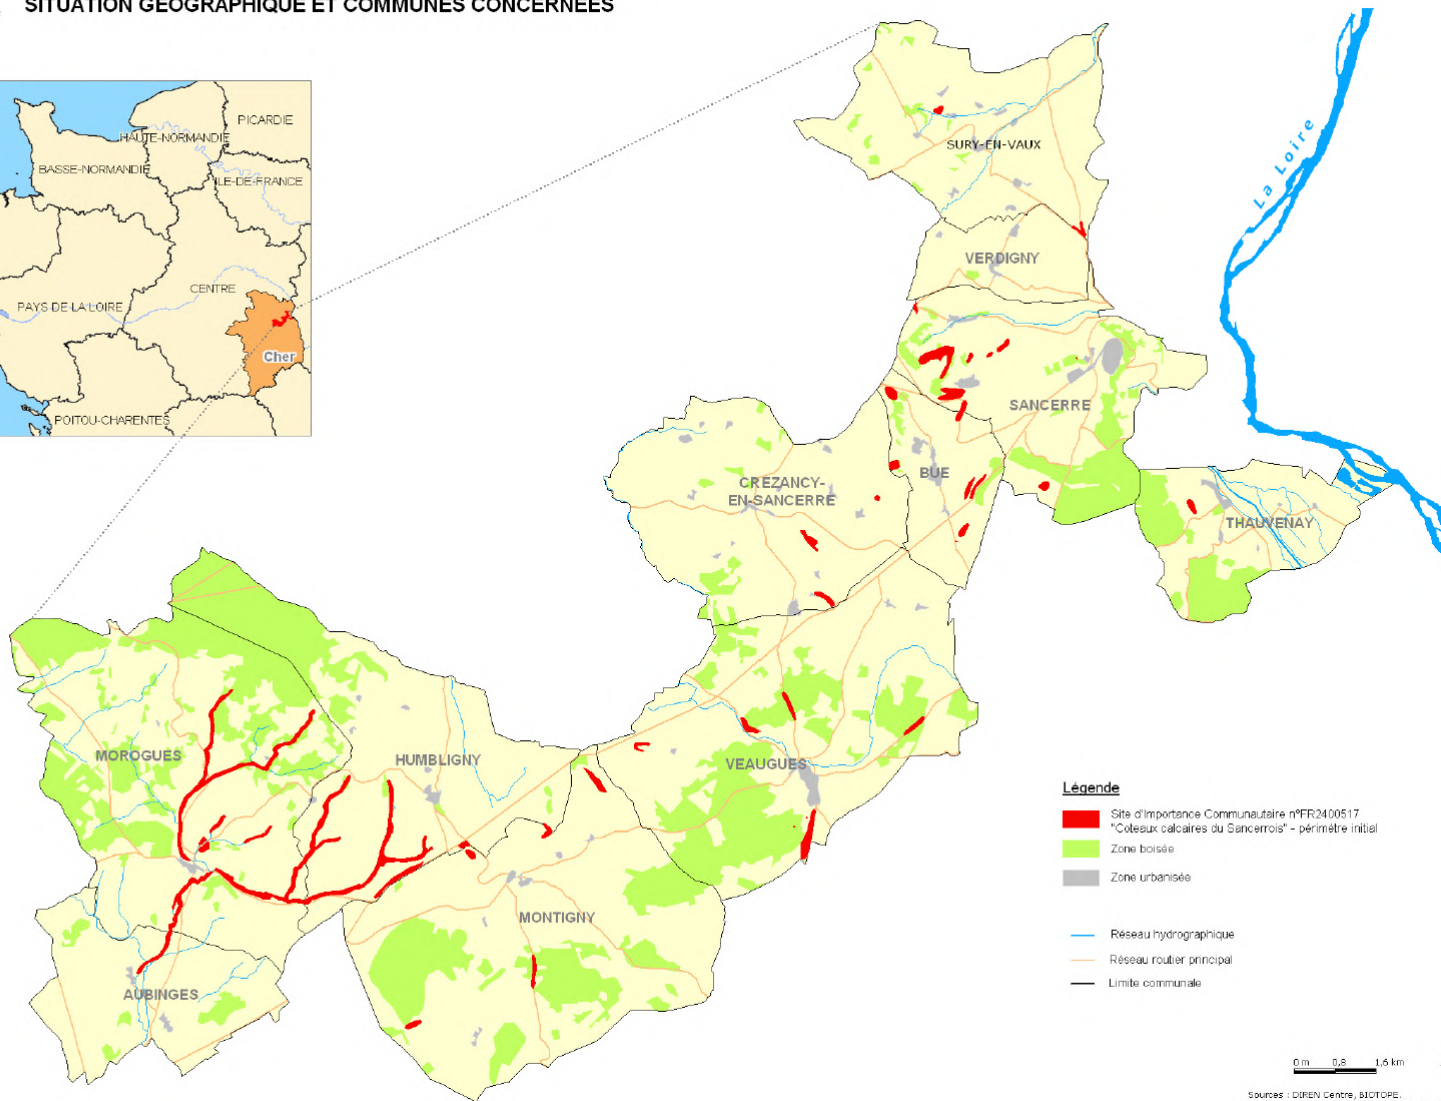 SITUATION GEOGRAPHIQUE ET COMMUNES CONCERNEES
PICARDIE
HAUTE-NORMANDIE
BASSE-NORMANDIE
ILE-DE-FRANCE
CENTRE
PAYS DE LA LOIRE
Cher
POITOU-CHARENTES
La Loire
SURY-EN-VAUX
VERDIGNY
SANCERRE
BUE
CREZANCY-
EN-SANCERRE
THAUVENAY
MOROGUES
HUMBLIGNY
VEAUGUES
MONTIGNY
AUBINGES
Légende
Site d'Importance Communautaire n°FR2400517
"Coteaux calcaires du Sancerrois" - périmètre initial
Zone boisée
Zone urbanisée
Réseau hydrographique
Réseau routier principal
Limite communale
0 m 0,8 1,6 km
Sources : DIREN Centre, BIOTOPE.